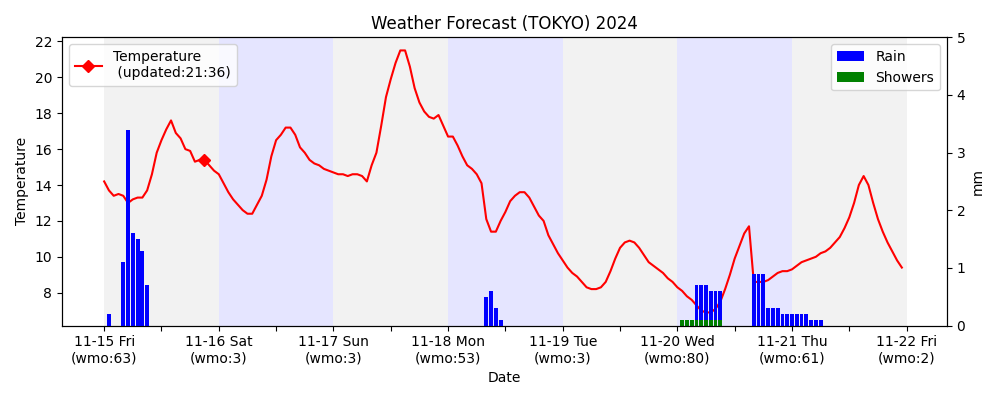 Weather Forecast (TOKYO) 2024
Temperature
(updated:21:36)
Rain
Showers
22
20
18
16
14
12
10
8
Temperature
5
4
3
2
1
0
mm
11-15 Fri
(wmo:63)
11-16 Sat
(wmo:3)
11-17 Sun
(wmo:3)
11-18 Mon
(wmo:53)
11-19 Tue
(wmo:3)
11-20 Wed
(wmo:80)
11-21 Thu
(wmo:61)
11-22 Fri
(wmo:2)
Date